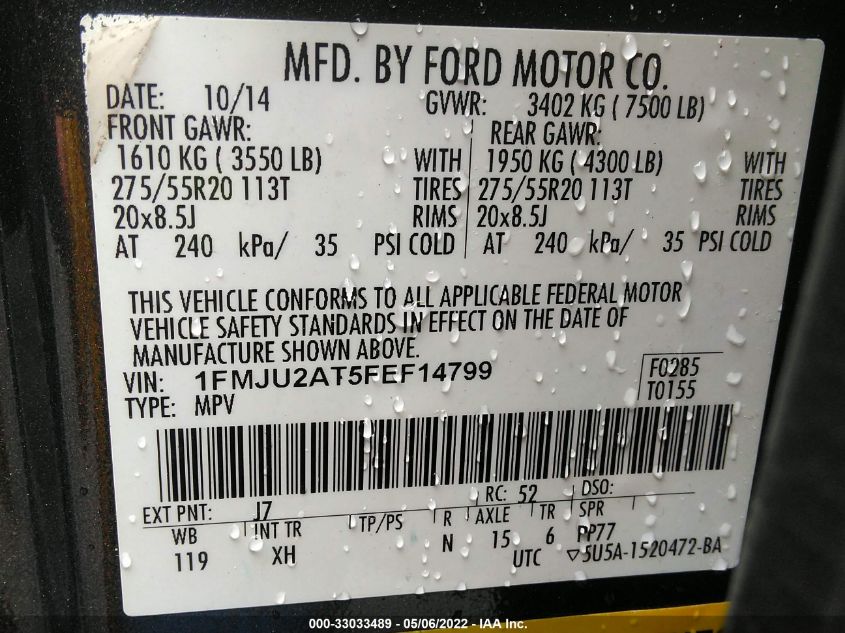 MFD. BY FORD MOTOR CO.
DATE: 10/14 GVWR: 3402 KG ( 7500 LB)
FRONT GAWR: REAR GAWR:
1610 KG ( 3550 LB) WITH 1950 KG ( 4300 LB) WITH
275/55R20 113T TIRES 275/55R20 113T TIRES
20x8.5J RIMS 20x8.5J RIMS
AT 240 kPa/ 35 PSI COLD AT 240 kPa/ 35 PSI COLD
THIS VEHICLE CONFORMS TO ALL APPLICABLE FEDERAL MOTOR
VEHICLE SAFETY STANDARDS IN EFFECT ON THE DATE OF
MANUFACTURE SHOWN ABOVE.
VIN: 1FMJU2AT5FEF14799 F0285
TYPE: MPV T0155
EXT PNT: J7 RC: 52 DSO:
WB INT TR TP/PS R AXLE TR SPR
119 XH N 15 6 PP77
UTC ▽5U5A-1520472-BA
000-33033489 - 05/06/2022 - IAA Inc.